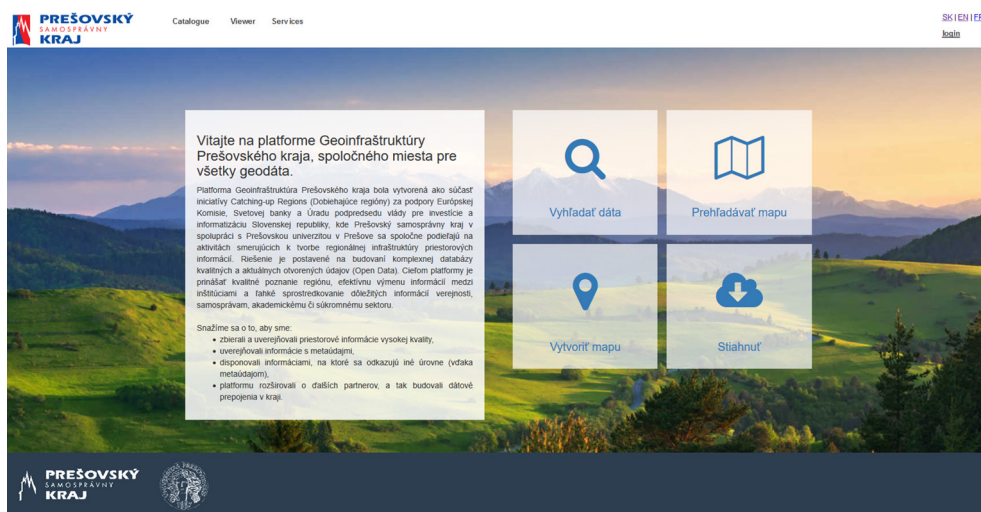 PREŠOVSKÝ
SAMOSPRÁVNY
KRAJ
Catalogue Viewer Services
SK | EN | FR
login
Vitajte na platforme Geoinfraštruktúry
Prešovského kraja, spoločného miesta pre
všetky geodáta.
Platforma Geoinfraštruktúra Prešovského kraja bola vytvorená ako súčasť
iniciatívy Catching-up Regions (Dobiehajúce regióny) za podpory Európskej
Komisie, Svetovej banky a Úradu podpredsedu vlády pre investície a
informatizáciu Slovenskej republiky, kde Prešovský samosprávny kraj v
spolupráci s Prešovskou univerzitou v Prešove sa spoločne podieľajú na
aktivitách smerujúcich k tvorbe regionálnej infraštruktúry priestorových
informácií. Riešenie je postavené na budovaní komplexnej databázy
kvalitných a aktuálnych otvorených údajov (Open Data). Cieľom platformy je
prinášať kvalitné poznanie regiónu, efektívnu výmenu informácií medzi
inštitúciami a ľahké sprostredkovanie dôležitých informácií verejnosti,
samosprávam, akademickému či súkromnému sektoru.
Snažíme sa o to, aby sme:
• zbierali a uverejňovali priestorové informácie vysokej kvality,
• uverejňovali informácie s metaúdajmi,
• disponovali informáciami, na ktoré sa odkazujú iné úrovne (vďaka
metaúdajom),
• platformu rozširovali o ďalších partnerov, a tak budovali dátové
prepojenia v kraji.
Vyhľadať dáta
Prehľadávať mapu
Vytvoriť mapu
Stiahnuť
PREŠOVSKÝ
SAMOSPRÁVNY
KRAJ